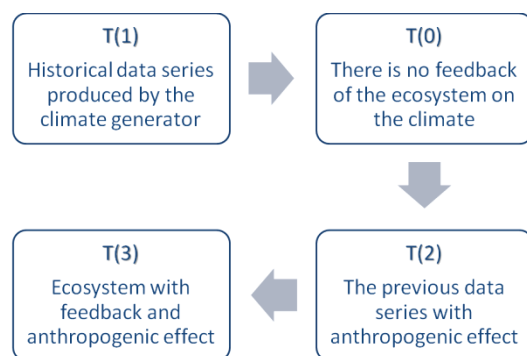 T(1)
Historical data series
produced by the
climate generator
T(0)
There is no feedback
of the ecosystem on
the climate
T(2)
The previous data
series with
anthropogenic effect
T(3)
Ecosystem with
feedback and
anthropogenic effect